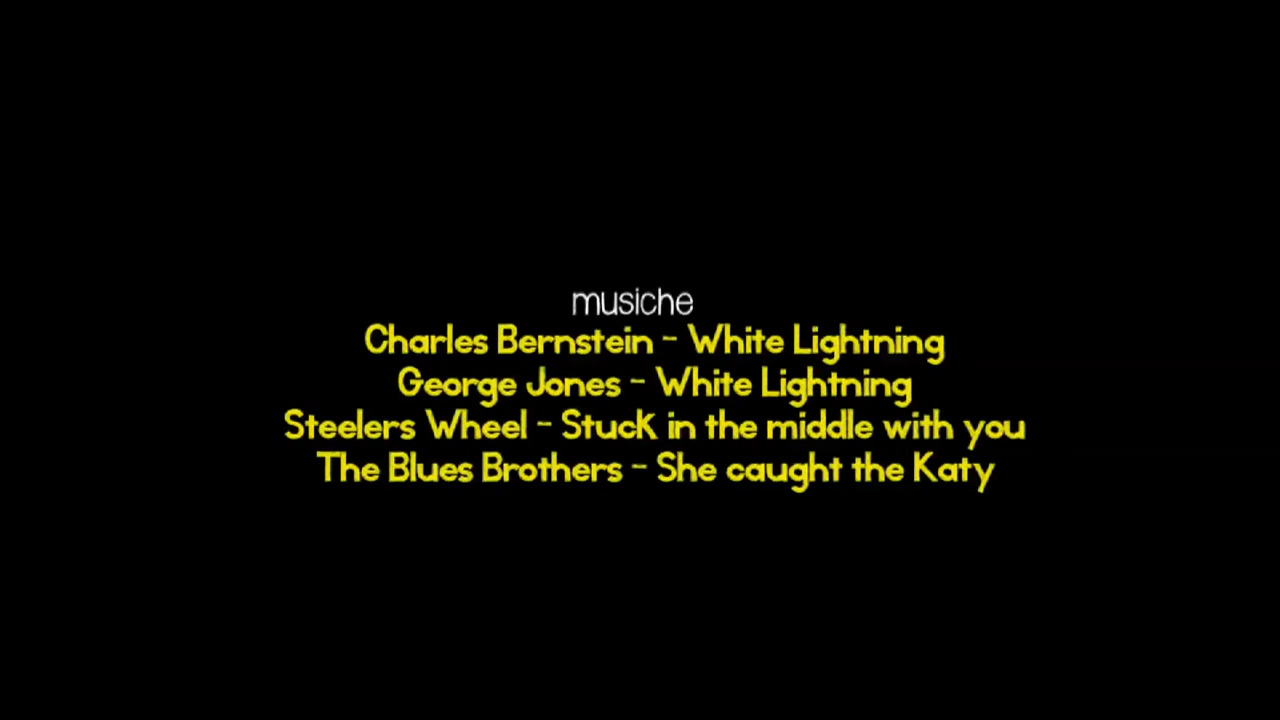 musiche
Charles Bernstein - White Lightning
George Jones - White Lightning
Steelers Wheel - Stuck in the middle with you
The Blues Brothers - She caught the Katy